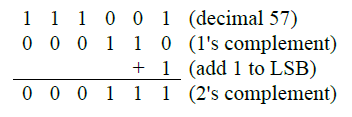 1 1 1 0 0 1 (decimal 57)
0 0 0 1 1 0 (1's complement)
+ 1 (add 1 to LSB)
0 0 0 1 1 1 (2's complement)